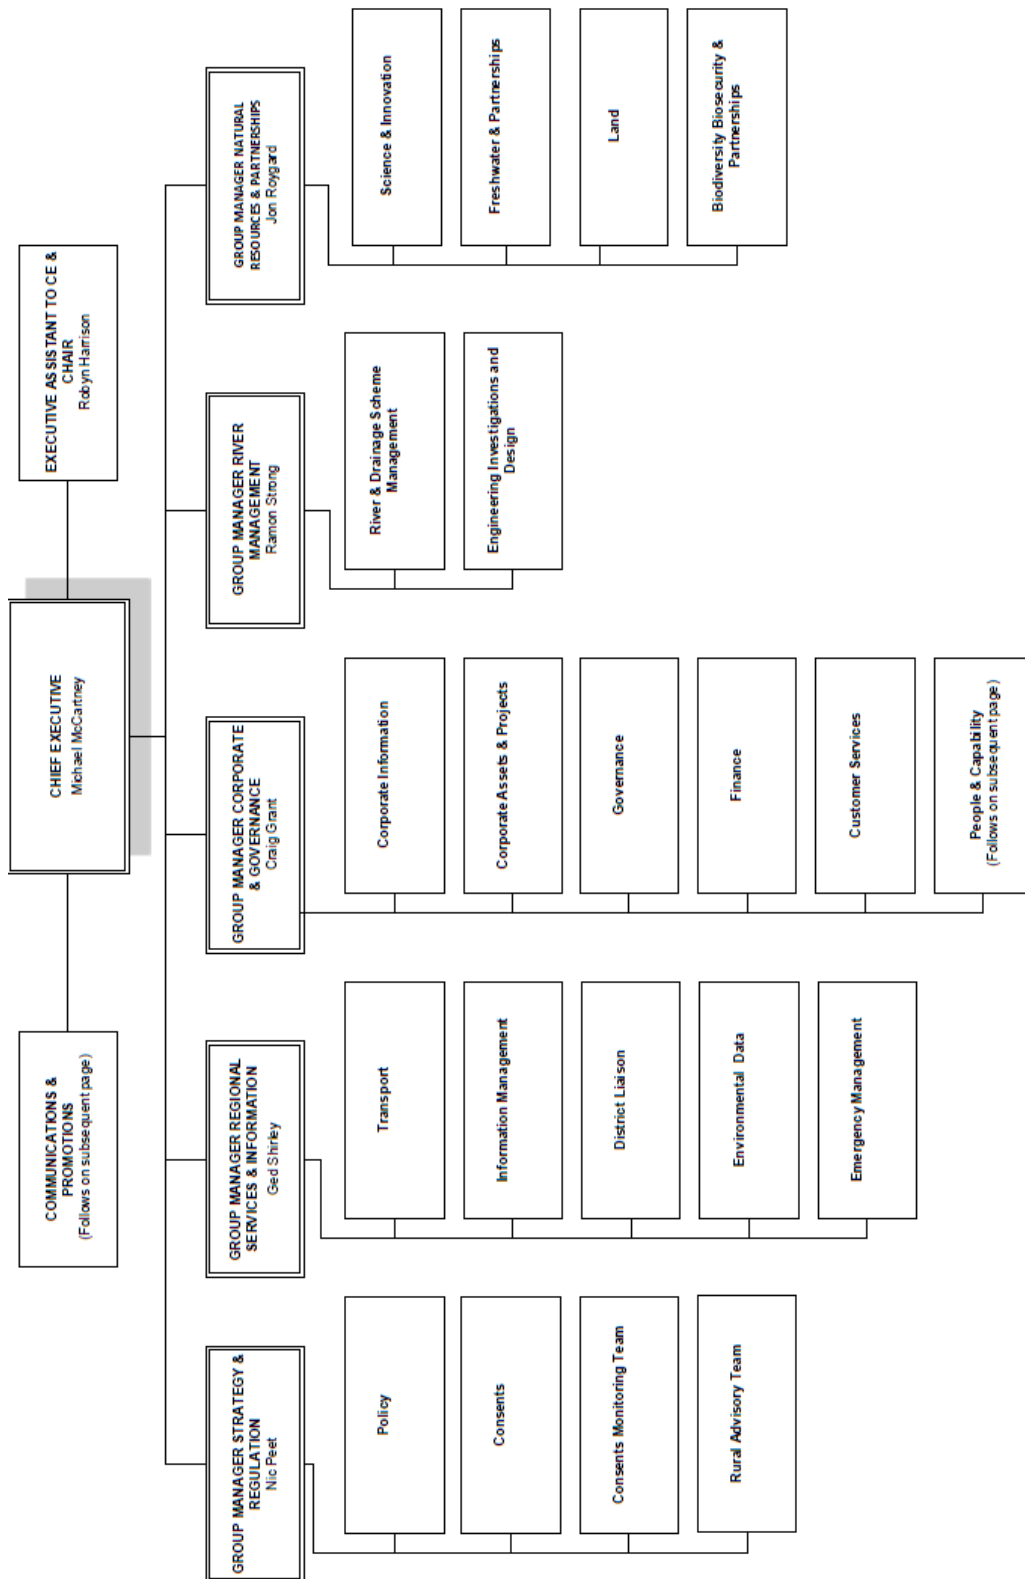 CHIEF EXECUTIVE
Michael McCartney
COMMUNICATIONS &
PROMOTIONS
(Follows on subsequent page)
EXECUTIVE ASSISTANT TO CE &
CHAIR
Robyn Harrison
GROUP MANAGER STRATEGY &
REGULATION
Nic Peet
Policy
Consents
Consents Monitoring Team
Rural Advisory Team
GROUP MANAGER REGIONAL
SERVICES & INFORMATION
Ged Shirley
Transport
Information Management
District Liaison
Environmental Data
Emergency Management
GROUP MANAGER CORPORATE
& GOVERNANCE
Craig Grant
Corporate Information
Corporate Assets & Projects
Governance
Finance
Customer Services
People & Capability
(Follows on subsequent page)
GROUP MANAGER RIVER
MANAGEMENT
Ramon Strong
River & Drainage Scheme
Management
Engineering Investigations and
Design
GROUP MANAGER NATURAL
RESOURCES & PARTNERSHIPS
Jon Roygard
Science & Innovation
Freshwater & Partnerships
Land
Biodiversity Biosecurity &
Partnerships